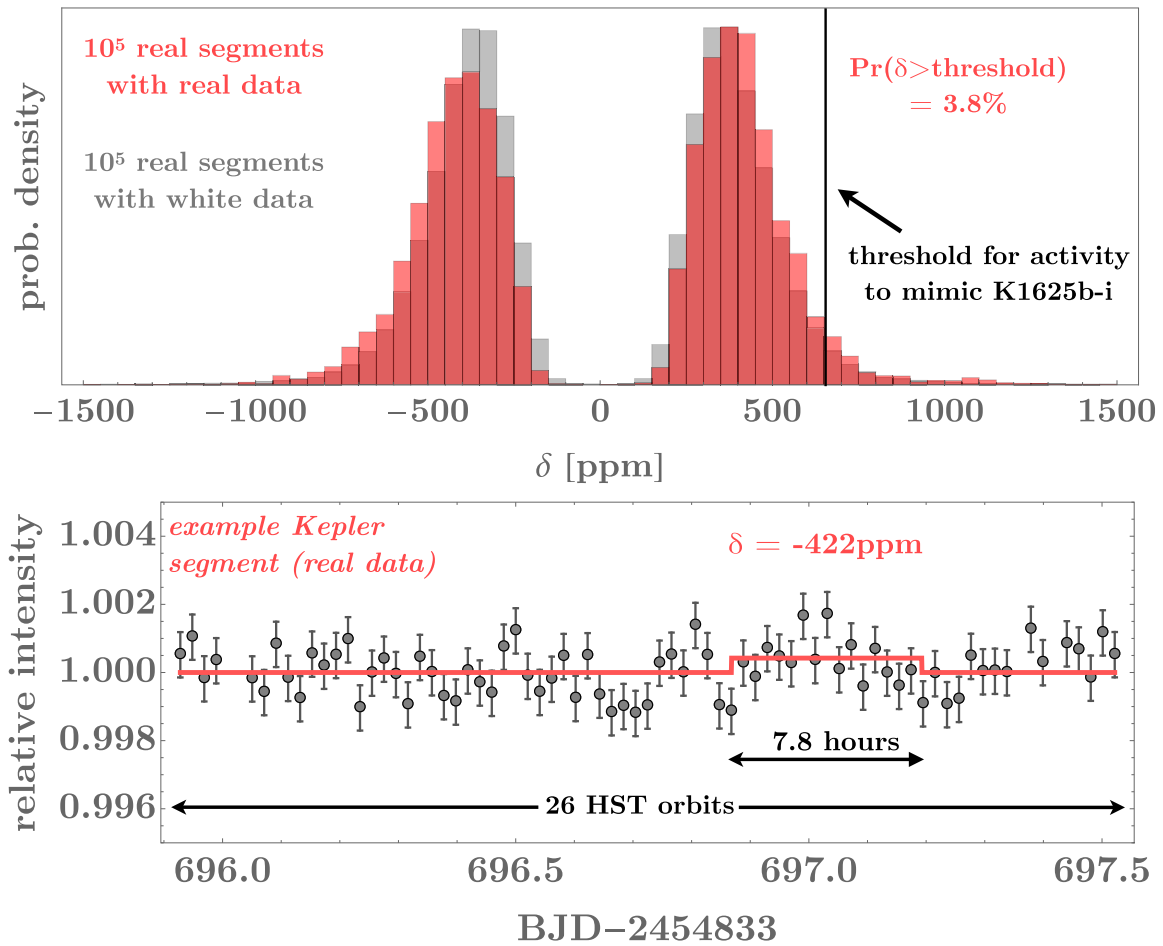 10⁵ real segments
with real data
10⁵ real segments
with white data
Pr(δ>threshold)
= 3.8%
threshold for activity
to mimic K1625b-i
prob. density
−1500 −1000 −500 0 500 1000 1500
δ [ppm]
example Kepler
segment (real data)
δ = -422ppm
1.004
1.002
1.000
0.998
0.996
relative intensity
7.8 hours
26 HST orbits
696.0 696.5 697.0 697.5
BJD−2454833